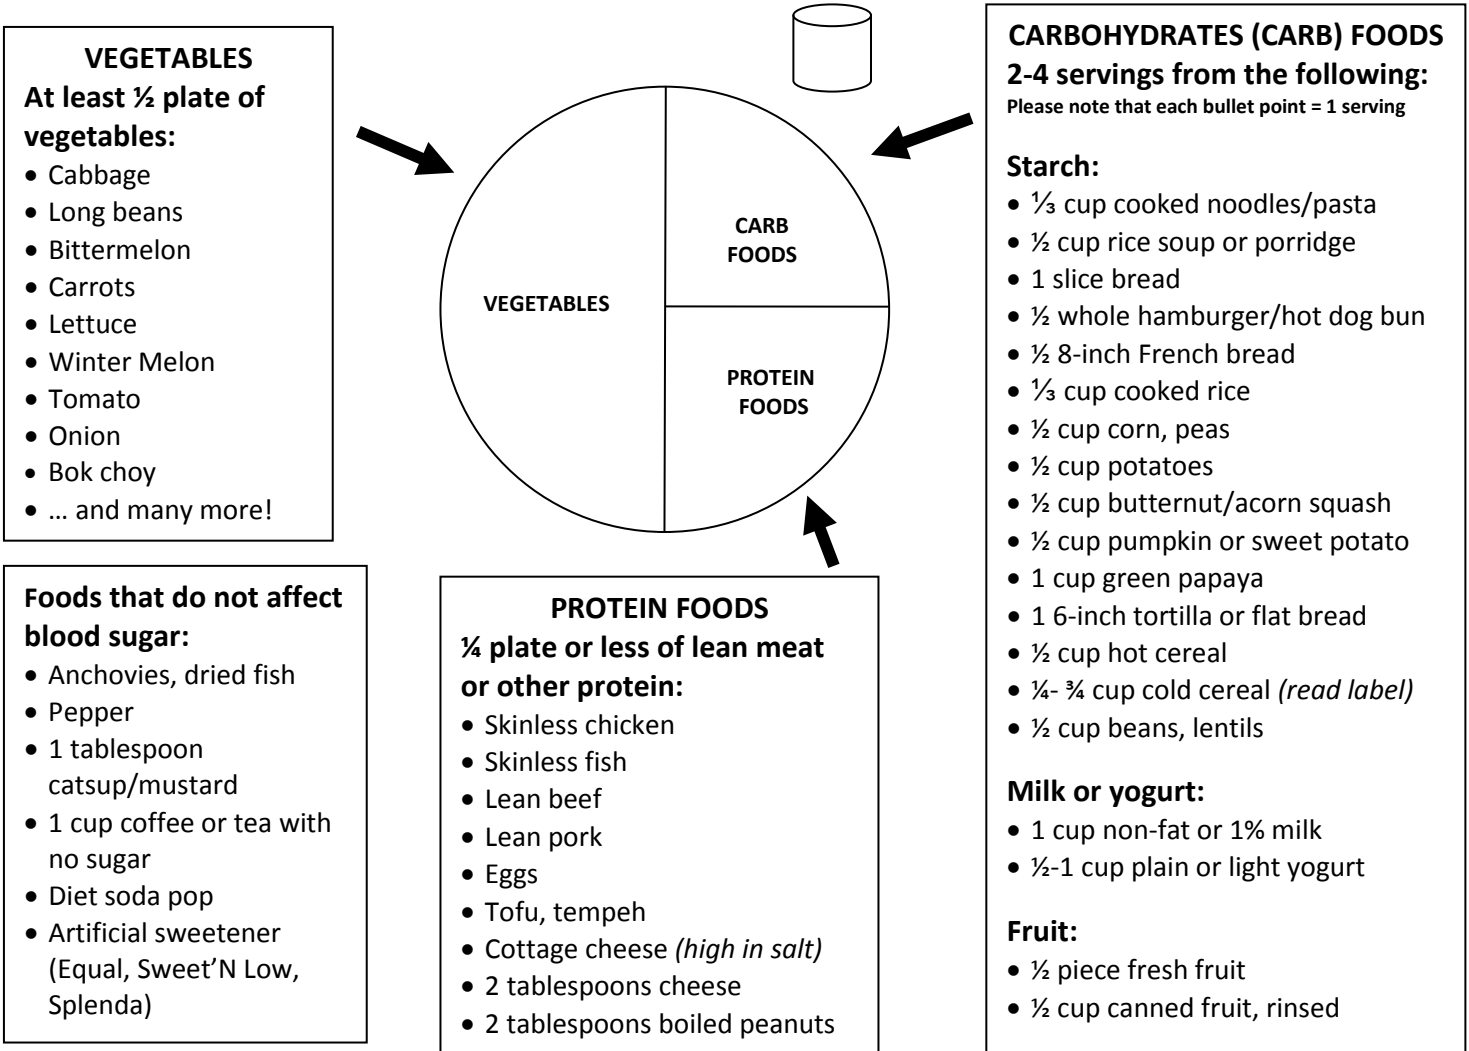 VEGETABLES
At least ½ plate of
vegetables:
• Cabbage
• Long beans
• Bittermelon
• Carrots
• Lettuce
• Winter Melon
• Tomato
• Onion
• Bok choy
• ... and many more!
Foods that do not affect
blood sugar:
• Anchovies, dried fish
• Pepper
• 1 tablespoon
catsup/mustard
• 1 cup coffee or tea with
no sugar
• Diet soda pop
• Artificial sweetener
(Equal, Sweet’N Low,
Splenda)
VEGETABLES
CARB
FOODS
PROTEIN
FOODS
PROTEIN FOODS
¼ plate or less of lean meat
or other protein:
• Skinless chicken
• Skinless fish
• Lean beef
• Lean pork
• Eggs
• Tofu, tempeh
• Cottage cheese (high in salt)
• 2 tablespoons cheese
• 2 tablespoons boiled peanuts
CARBOHYDRATES (CARB) FOODS
2-4 servings from the following:
Please note that each bullet point = 1 serving
Starch:
• ⅓ cup cooked noodles/pasta
• ½ cup rice soup or porridge
• 1 slice bread
• ½ whole hamburger/hot dog bun
• ½ 8-inch French bread
• ⅓ cup cooked rice
• ½ cup corn, peas
• ½ cup potatoes
• ½ cup butternut/acorn squash
• ½ cup pumpkin or sweet potato
• 1 cup green papaya
• 1 6-inch tortilla or flat bread
• ½ cup hot cereal
• ¼- ¾ cup cold cereal (read label)
• ½ cup beans, lentils
Milk or yogurt:
• 1 cup non-fat or 1% milk
• ½-1 cup plain or light yogurt
Fruit:
• ½ piece fresh fruit
• ½ cup canned fruit, rinsed